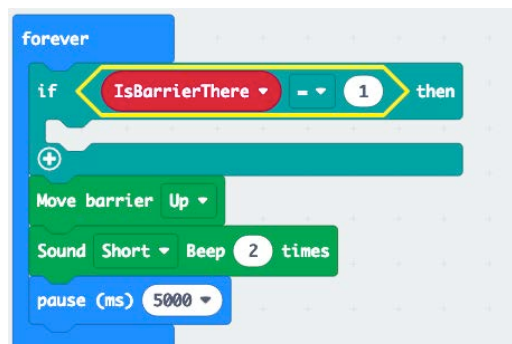 forever
if IsBarrierThere = 1 then
Move barrier Up
Sound Short Beep 2 times
pause (ms) 5000